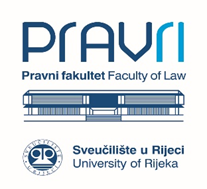 PRAVRI
Pravni fakultet Faculty of Law
Sveučilište u Rijeci
University of Rijeka